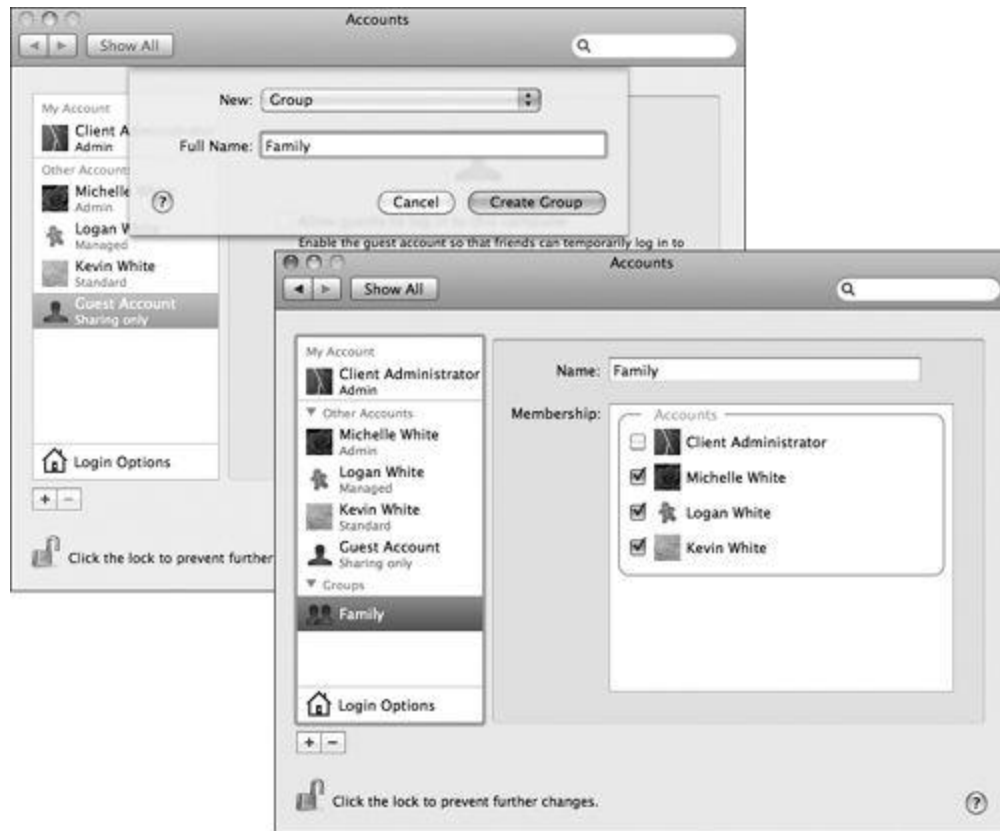 Accounts
Show All
New: Group
Full Name: Family
Cancel
Create Group
My Account
Client A
Admin
Other Accounts
Michelle
Admin
Logan W
Managed
Kevin White
Standard
Guest Account
Sharing only
Login Options
Enable the guest account so that friends can temporarily log in to
Click the lock to prevent further
Accounts
Show All
My Account
Client Administrator
Admin
Other Accounts
Michelle White
Admin
Logan White
Managed
Kevin White
Standard
Guest Account
Sharing only
Groups
Family
Login Options
Name: Family
Membership:
Accounts
Client Administrator
Michelle White
Logan White
Kevin White
Click the lock to prevent further changes.